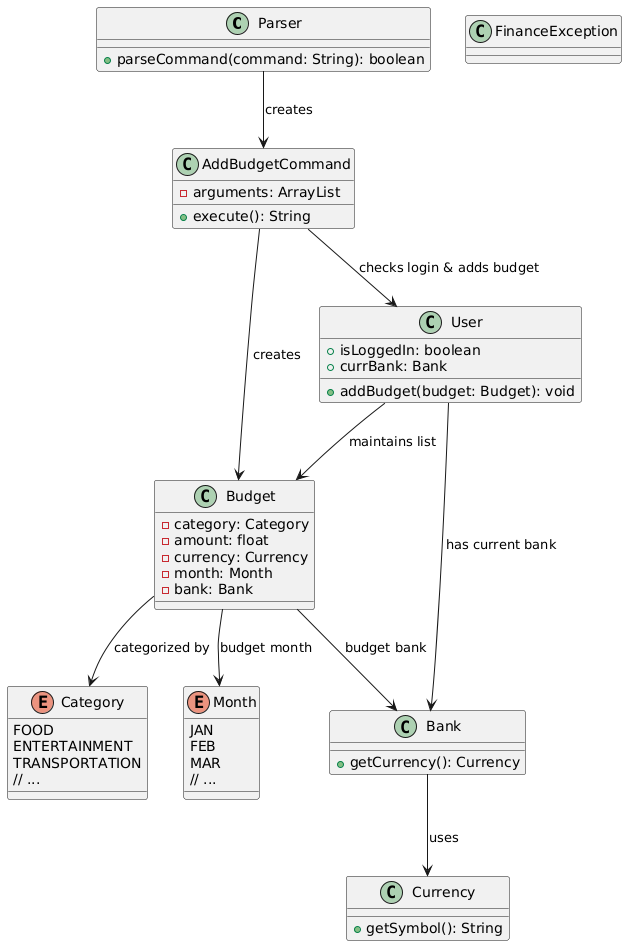 C Parser
parseCommand(command: String): boolean
C FinanceException
creates
C AddBudgetCommand
arguments: ArrayList
execute(): String
checks login & adds budget
C User
isLoggedIn: boolean
currBank: Bank
addBudget(budget: Budget): void
creates
maintains list
C Budget
category: Category
amount: float
currency: Currency
month: Month
bank: Bank
has current bank
categorized by
budget month
budget bank
E Category
FOOD
ENTERTAINMENT
TRANSPORTATION
// ...
E Month
JAN
FEB
MAR
// ...
C Bank
getCurrency(): Currency
uses
C Currency
getSymbol(): String